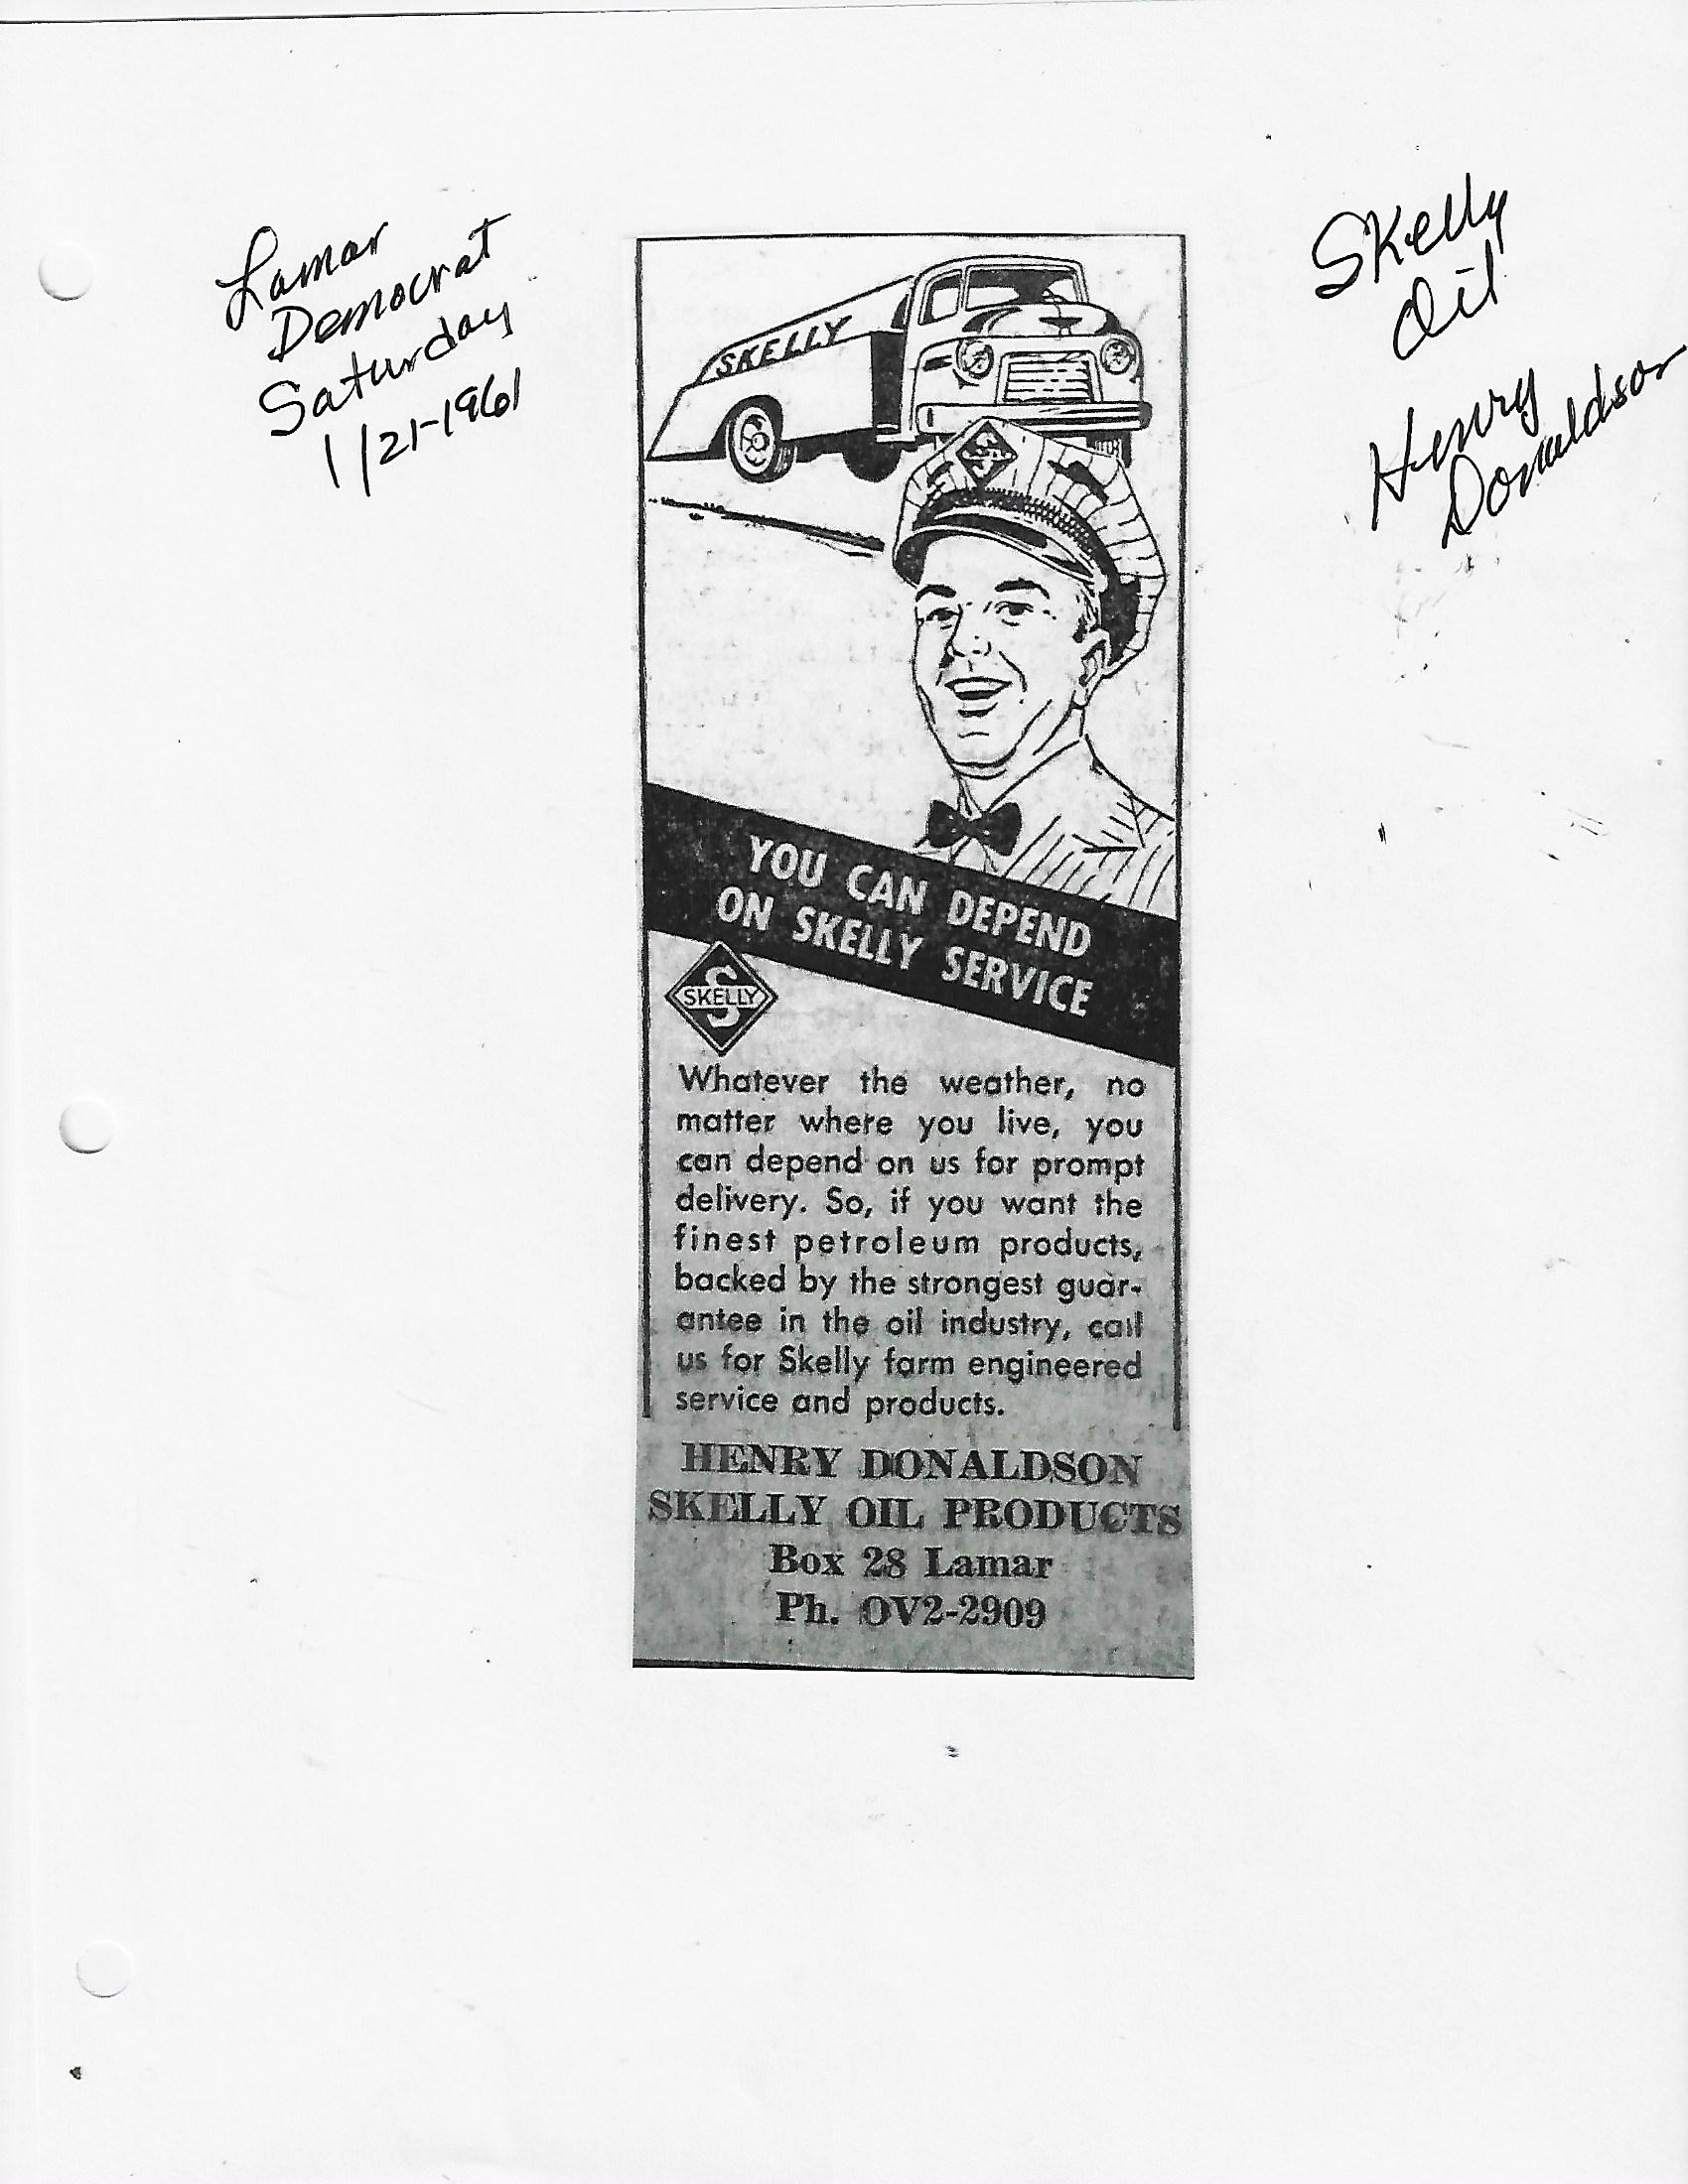 Lamar
Democrat
Saturday
1/21-1961
Skelly
Oil
Henry
Donaldson
SKELLY
S
YOU CAN DEPEND
ON SKELLY SERVICE
S
SKELLY
Whatever the weather, no
matter where you live, you
can depend on us for prompt
delivery. So, if you want the
finest petroleum products,
backed by the strongest guar-
antee in the oil industry, call
us for Skelly farm engineered
service and products.
HENRY DONALDSON
SKELLY OIL PRODUCTS
Box 28 Lamar
Ph. OV2-2909